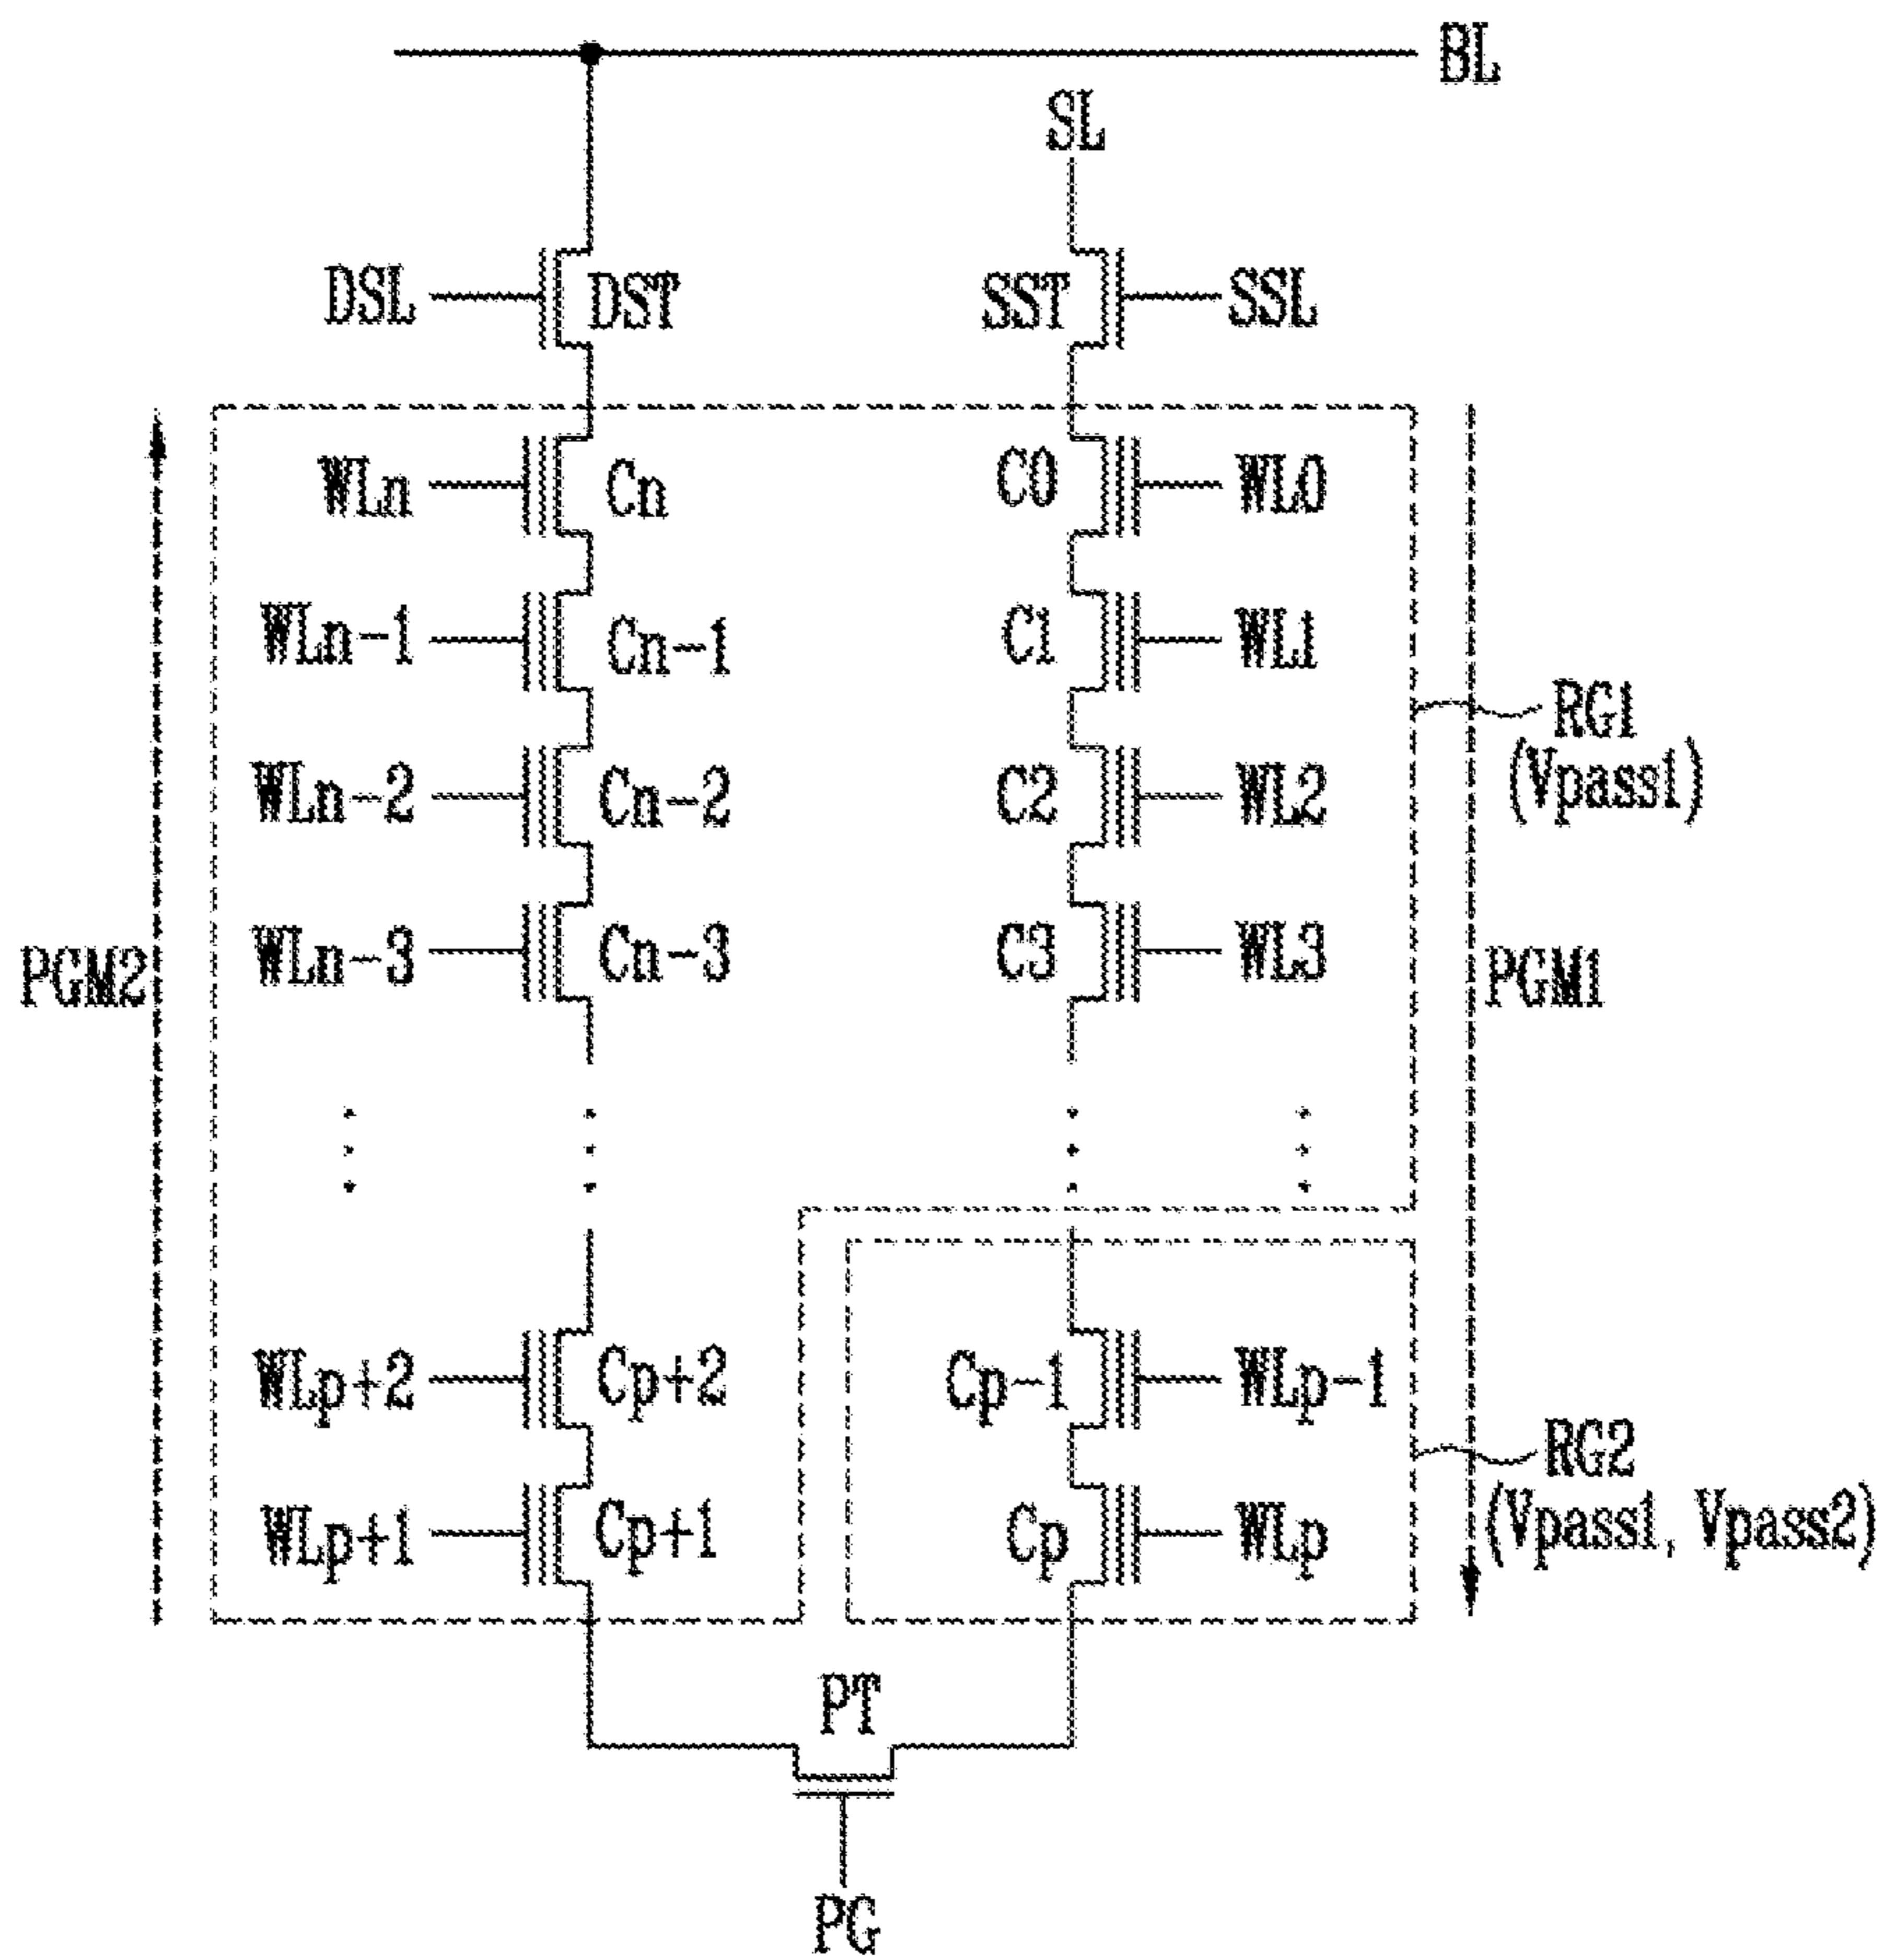 BL
SL
DSL DST SST SSL
WLn Cn C0 WL0
WLn-1 Cn-1 C1 WL1
RG1
(Vpass1)
WLn-2 Cn-2 C2 WL2
WLn-3 Cn-3 C3 WL3
PGM2 PGM1
WLp+2 Cp+2 Cp-1 WLp-1
RG2
(Vpass1, Vpass2)
WLp+1 Cp+1 Cp WLp
PT
PG